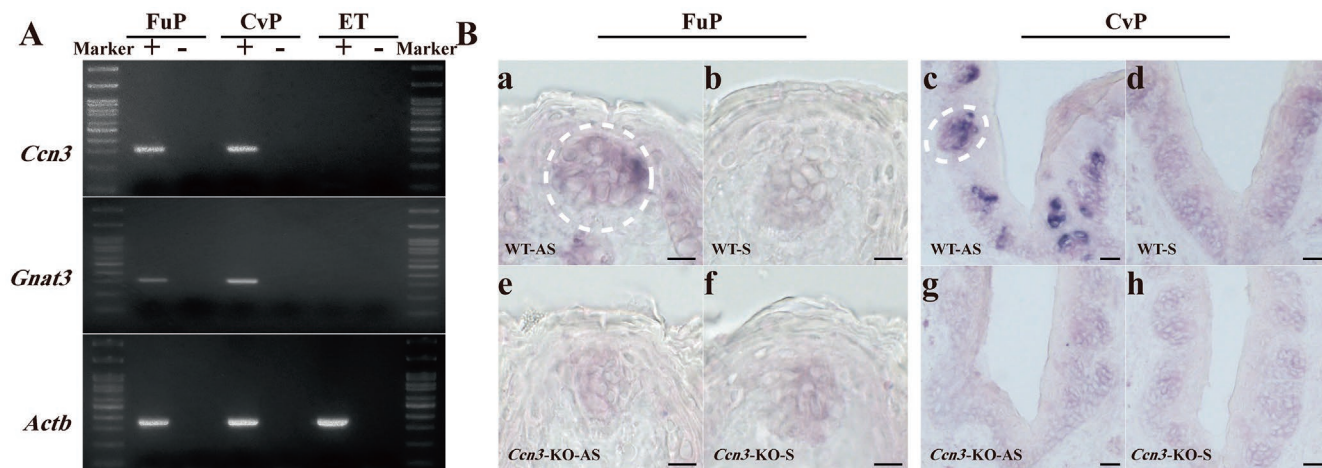 A
FuP CvP ET
Marker + - + - + - Marker
Ccn3
Gnat3
Actb
B
FuP CvP
a b c d
WT-AS WT-S WT-AS WT-S
e f g h
Ccn3-KO-AS Ccn3-KO-S Ccn3-KO-AS Ccn3-KO-S